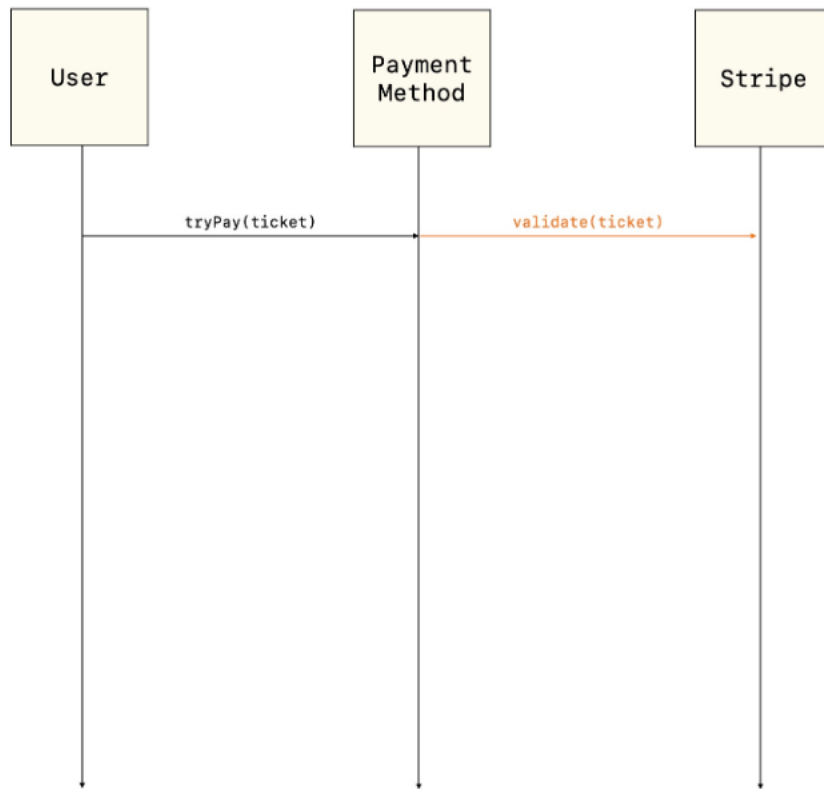 User
Payment
Method
Stripe
tryPay(ticket)
validate(ticket)